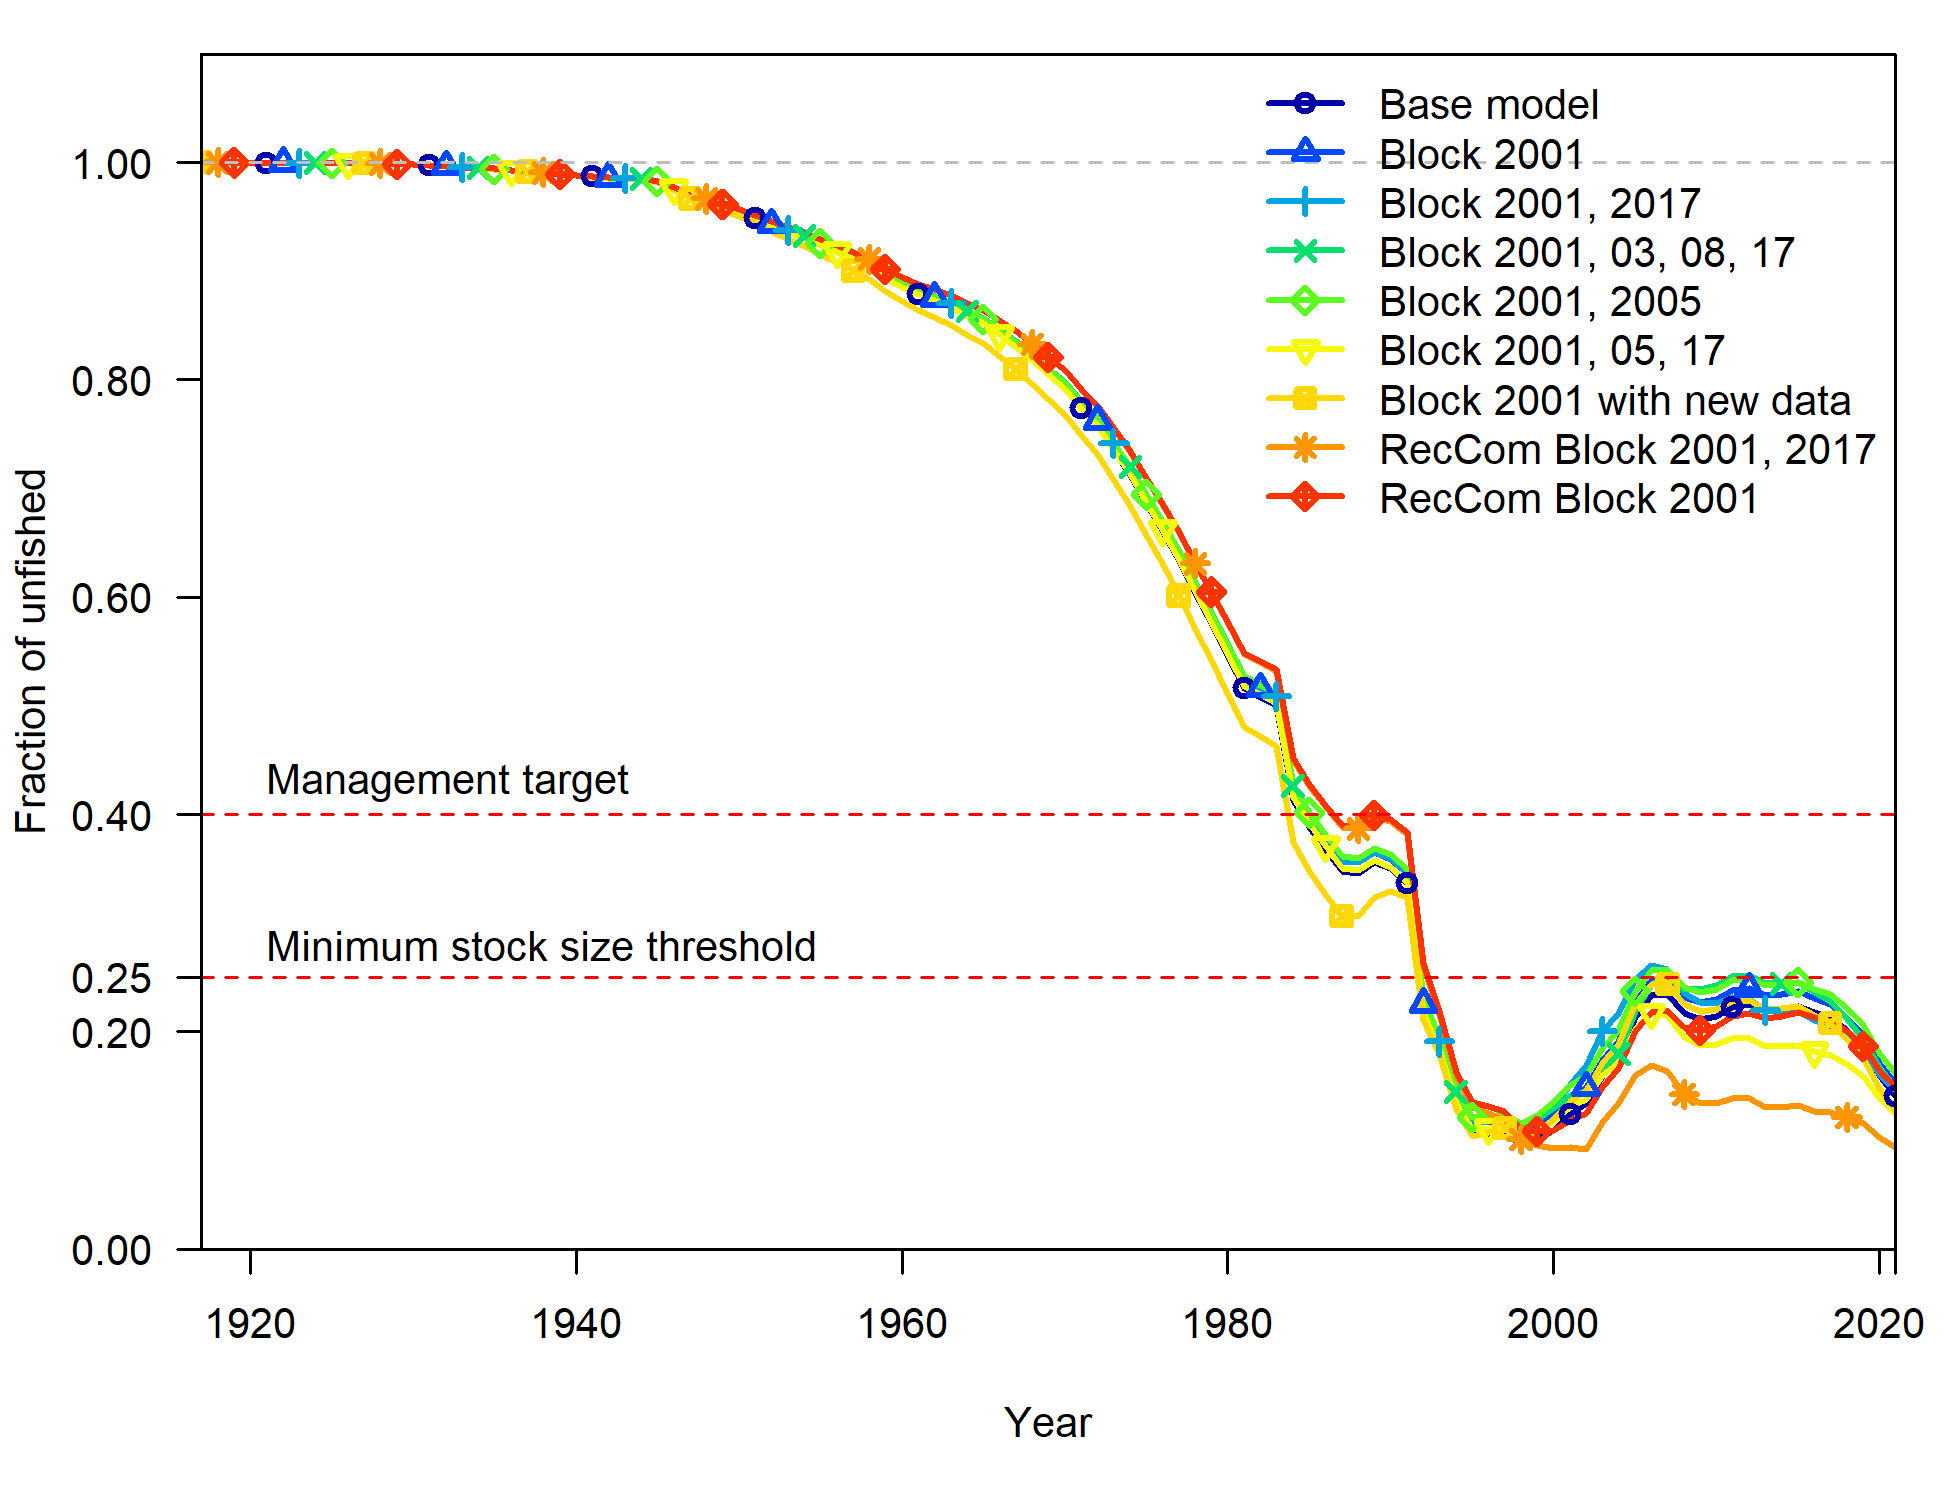 Base model
Block 2001
Block 2001, 2017
Block 2001, 03, 08, 17
Block 2001, 2005
Block 2001, 05, 17
Block 2001 with new data
RecCom Block 2001, 2017
RecCom Block 2001
Fraction of unfished
1.00
0.80
0.60
0.40
0.25
0.20
0.00
Management target
Minimum stock size threshold
1920
1940
1960
1980
2000
2020
Year